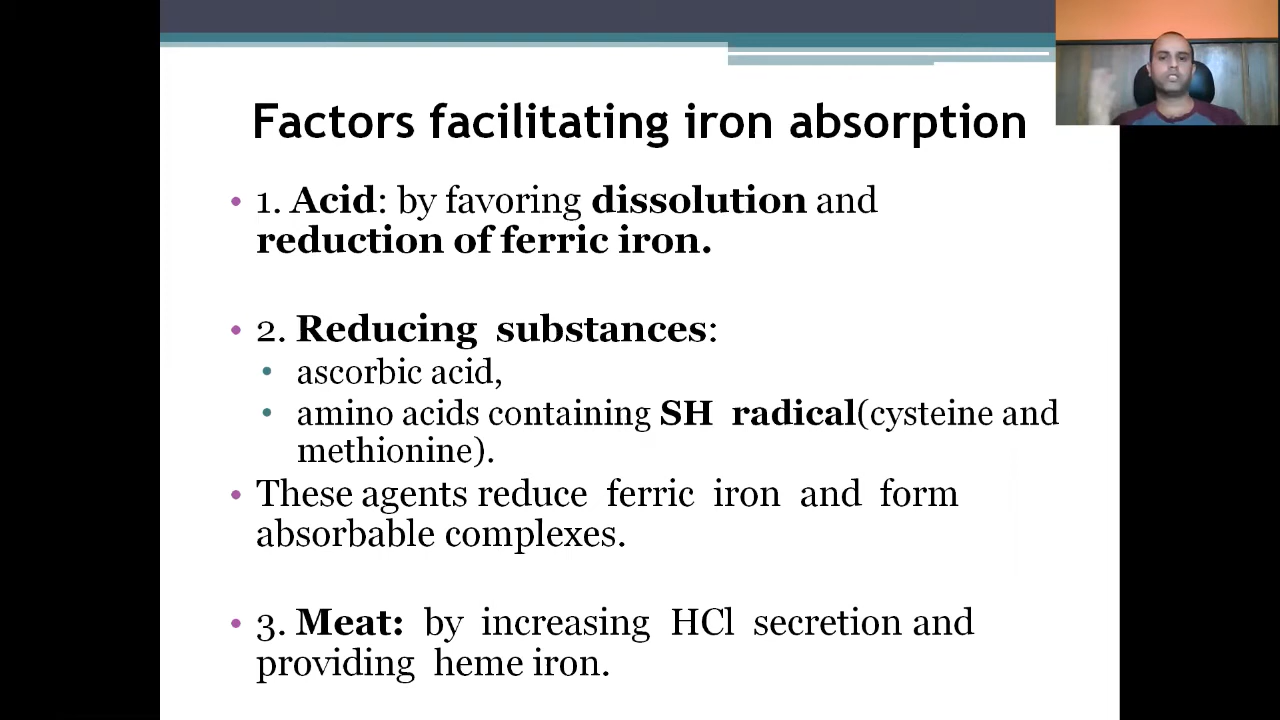 Factors facilitating iron absorption
• 1. Acid: by favoring dissolution and
reduction of ferric iron.
• 2. Reducing substances:
• ascorbic acid,
• amino acids containing SH radical(cysteine and
methionine).
• These agents reduce ferric iron and form
absorbable complexes.
• 3. Meat: by increasing HCl secretion and
providing heme iron.